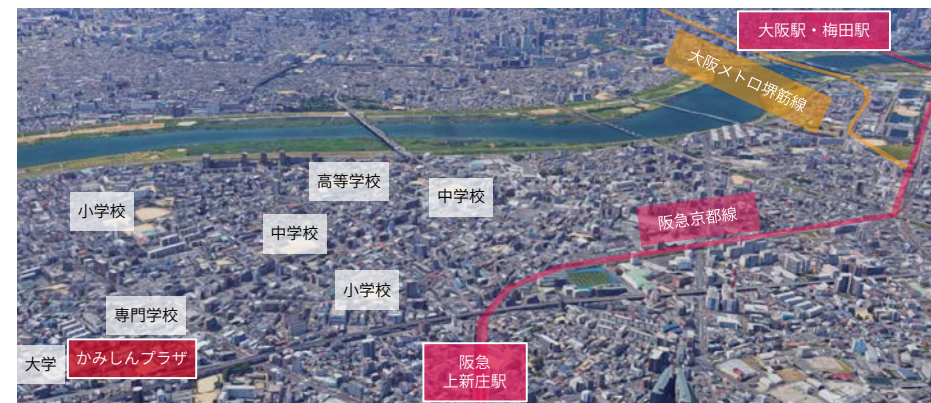 大阪駅・梅田駅
大阪メトロ堺筋線
高等学校
中学校
小学校
阪急京都線
中学校
小学校
専門学校
大学
かみしんプラザ
阪急
上新庄駅